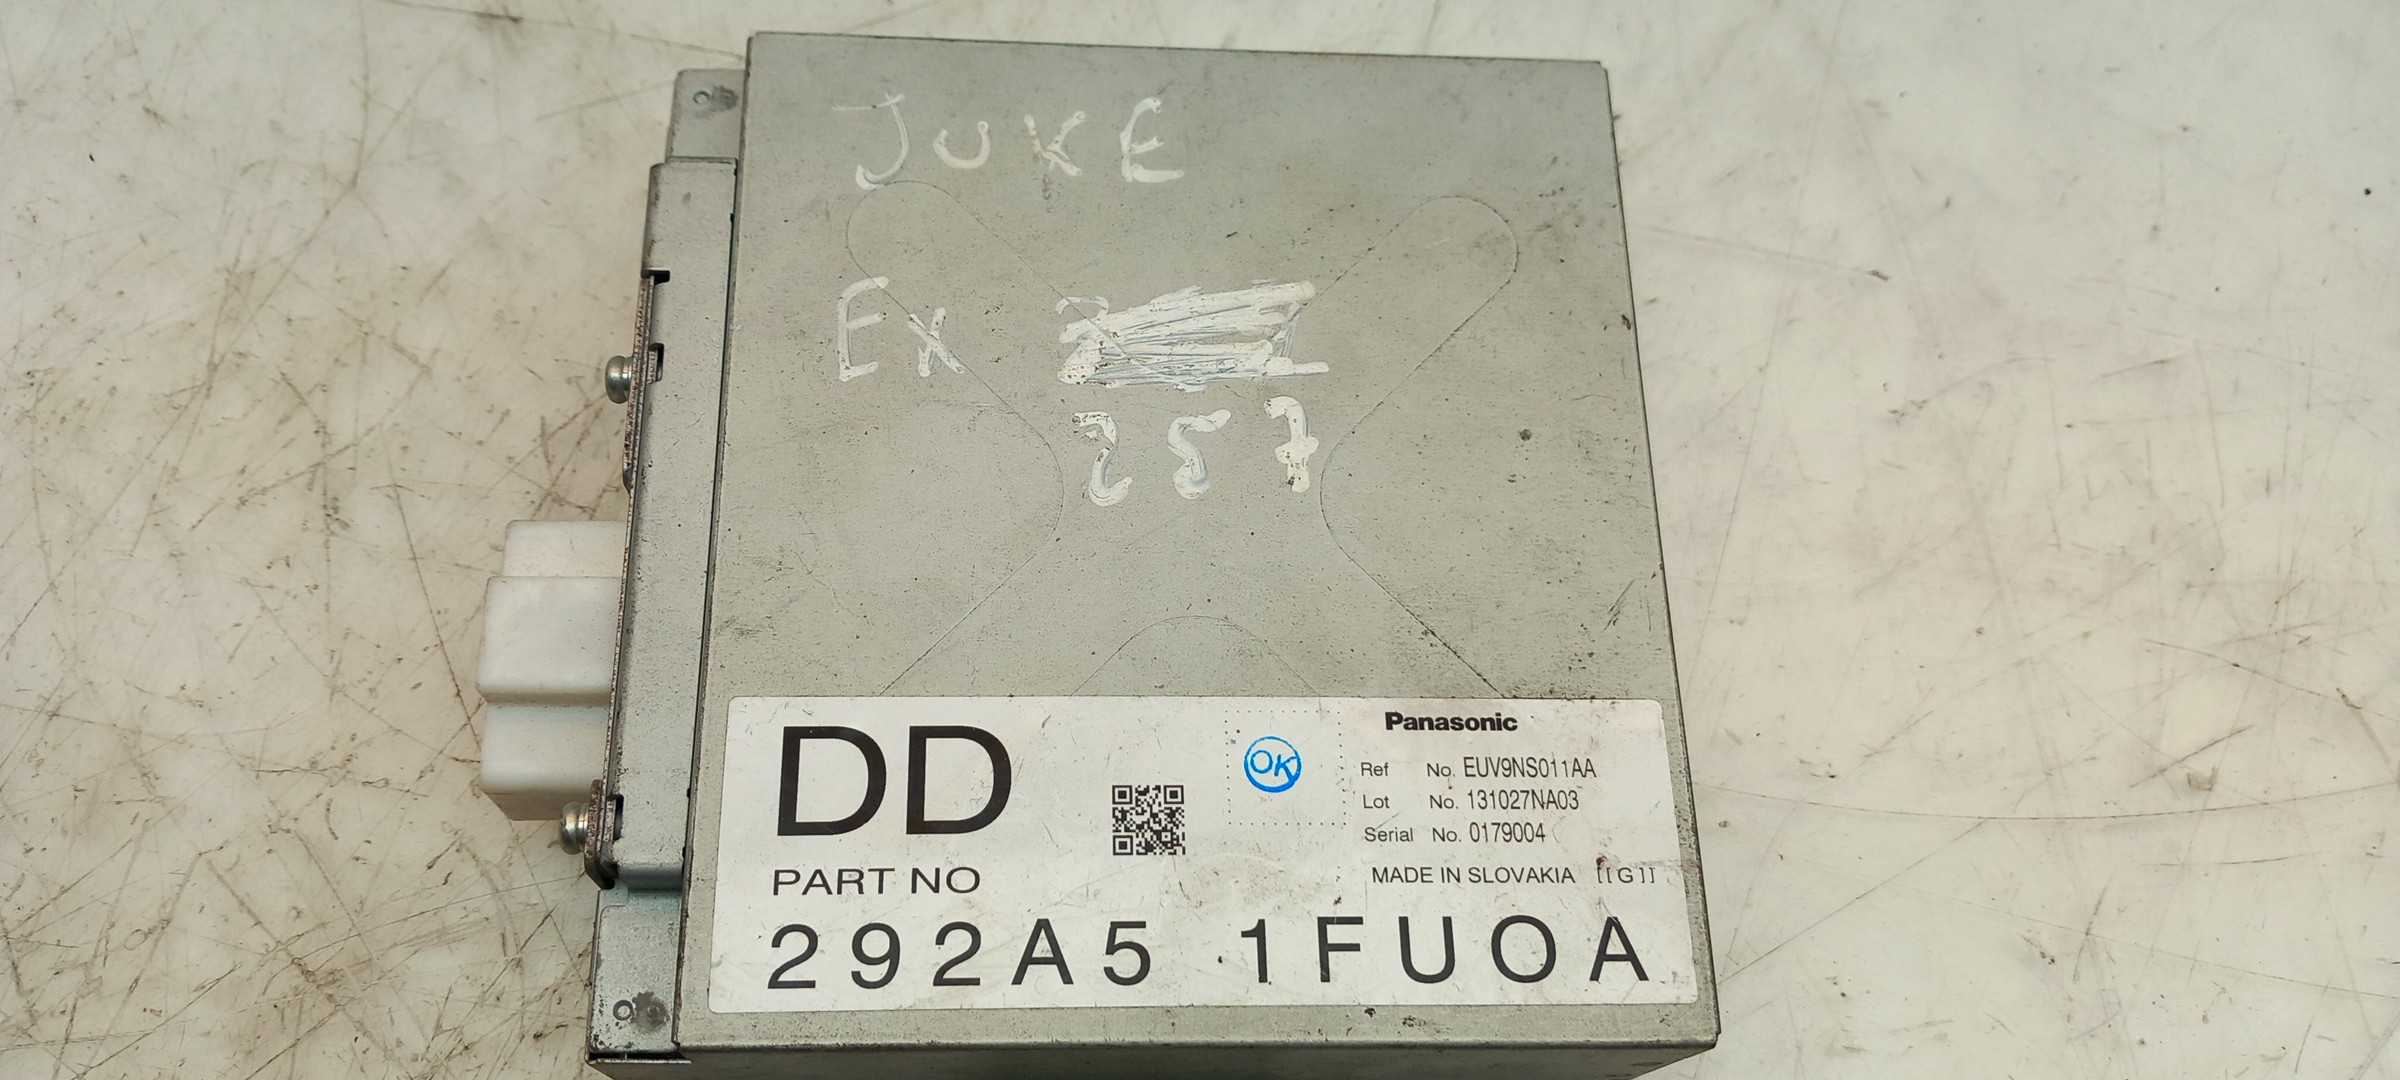 JUKE
Ex
257
DD
OK
Panasonic
Ref No. EUV9NS011AA
Lot No. 131027NA03
Serial No. 0179004
MADE IN SLOVAKIA [[G]]
PART NO
292A5 1FU0A